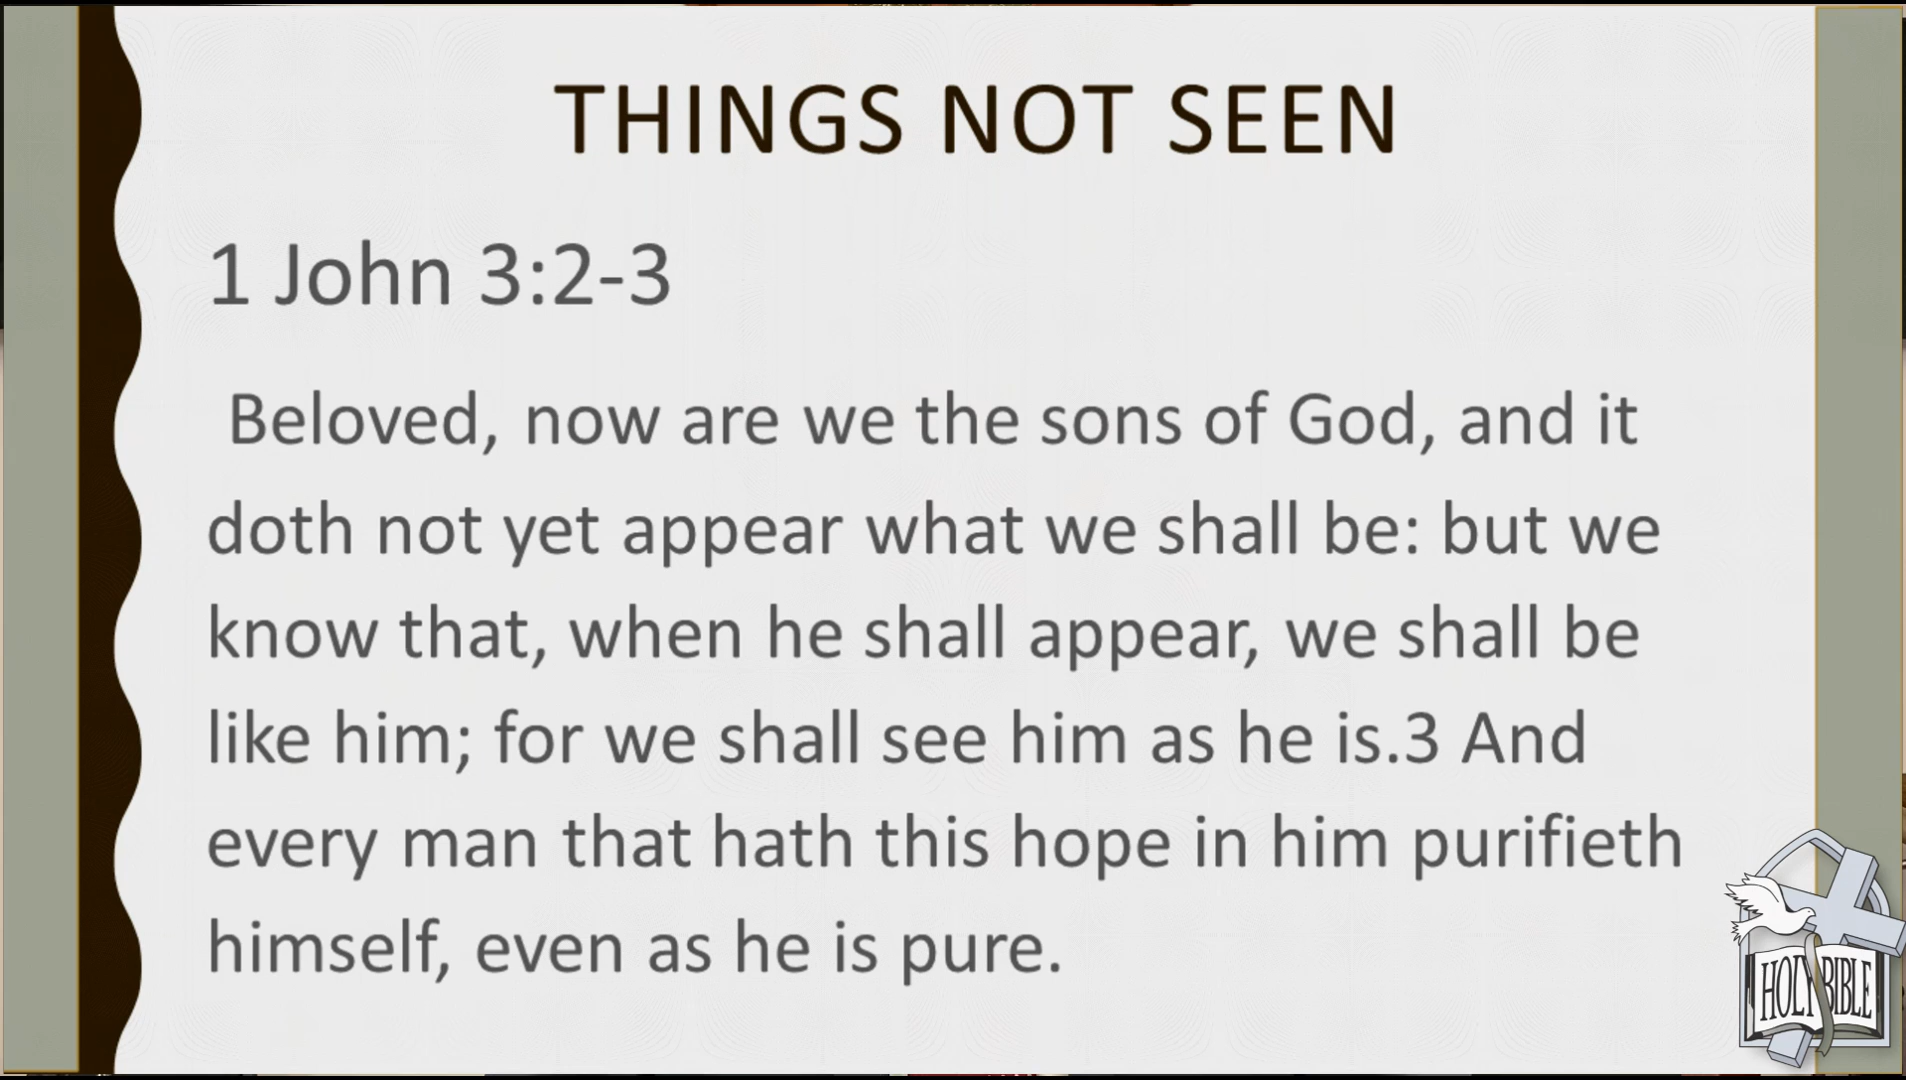 THINGS NOT SEEN
1 John 3:2-3
Beloved, now are we the sons of God, and it
doth not yet appear what we shall be: but we
know that, when he shall appear, we shall be
like him; for we shall see him as he is.3 And
every man that hath this hope in him purifieth
himself, even as he is pure.
HOLY BIBLE